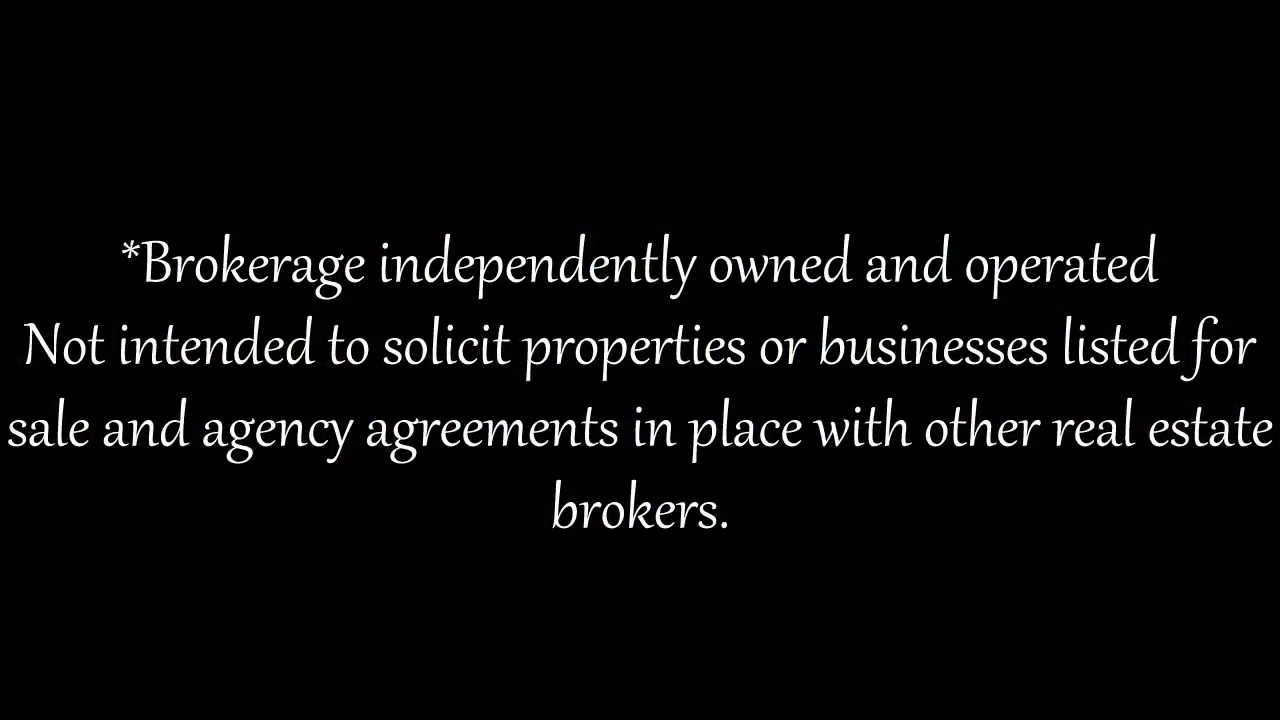 *Brokerage independently owned and operated
Not intended to solicit properties or businesses listed for
sale and agency agreements in place with other real estate
brokers.